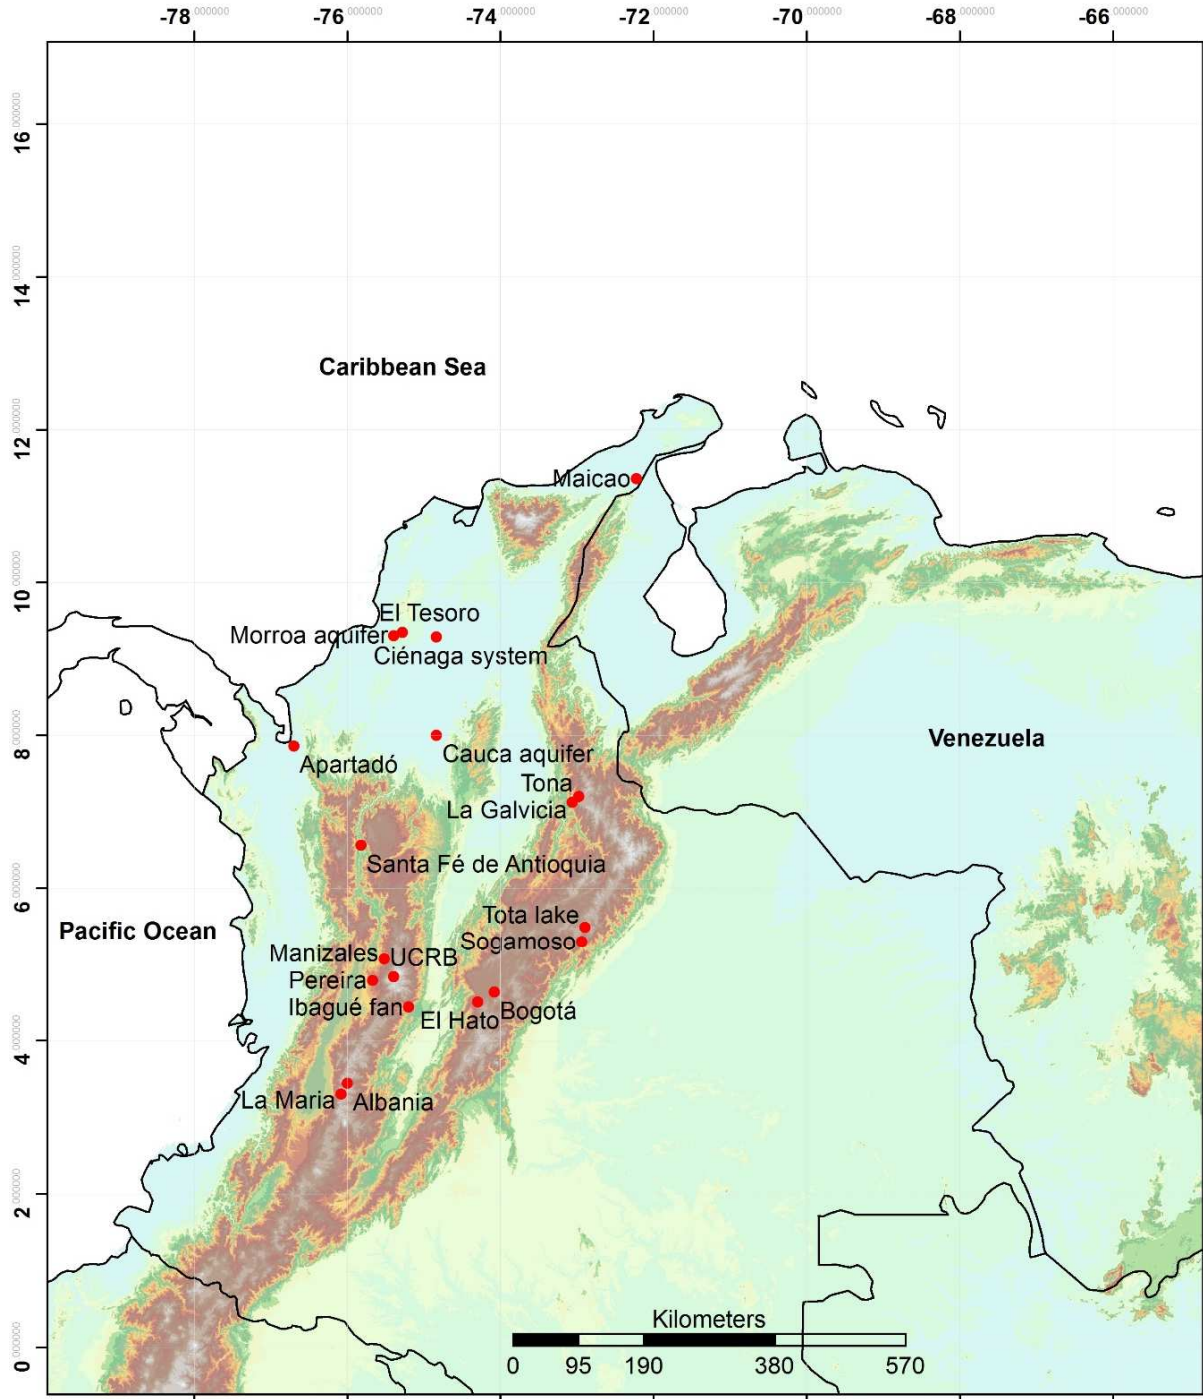 -78 000000 -76 000000 -74 000000 -72 000000 -70 000000 -68 000000 -66 000000
16 000000
14 000000
Caribbean Sea
12 000000
Maicao
10 000000
El Tesoro
Morroa aquifer
Ciénaga system
8 000000
Venezuela
Cauca aquifer
Apartadó
Tona
La Galvicia
Santa Fé de Antioquia
6 000000
Tota lake
Pacific Ocean
Sogamoso
Manizales UCRB
Pereira
Ibagué fan
El Hato Bogotá
4 000000
La Maria Albania
2 000000
Kilometers
0 000000
0 95 190 380 570